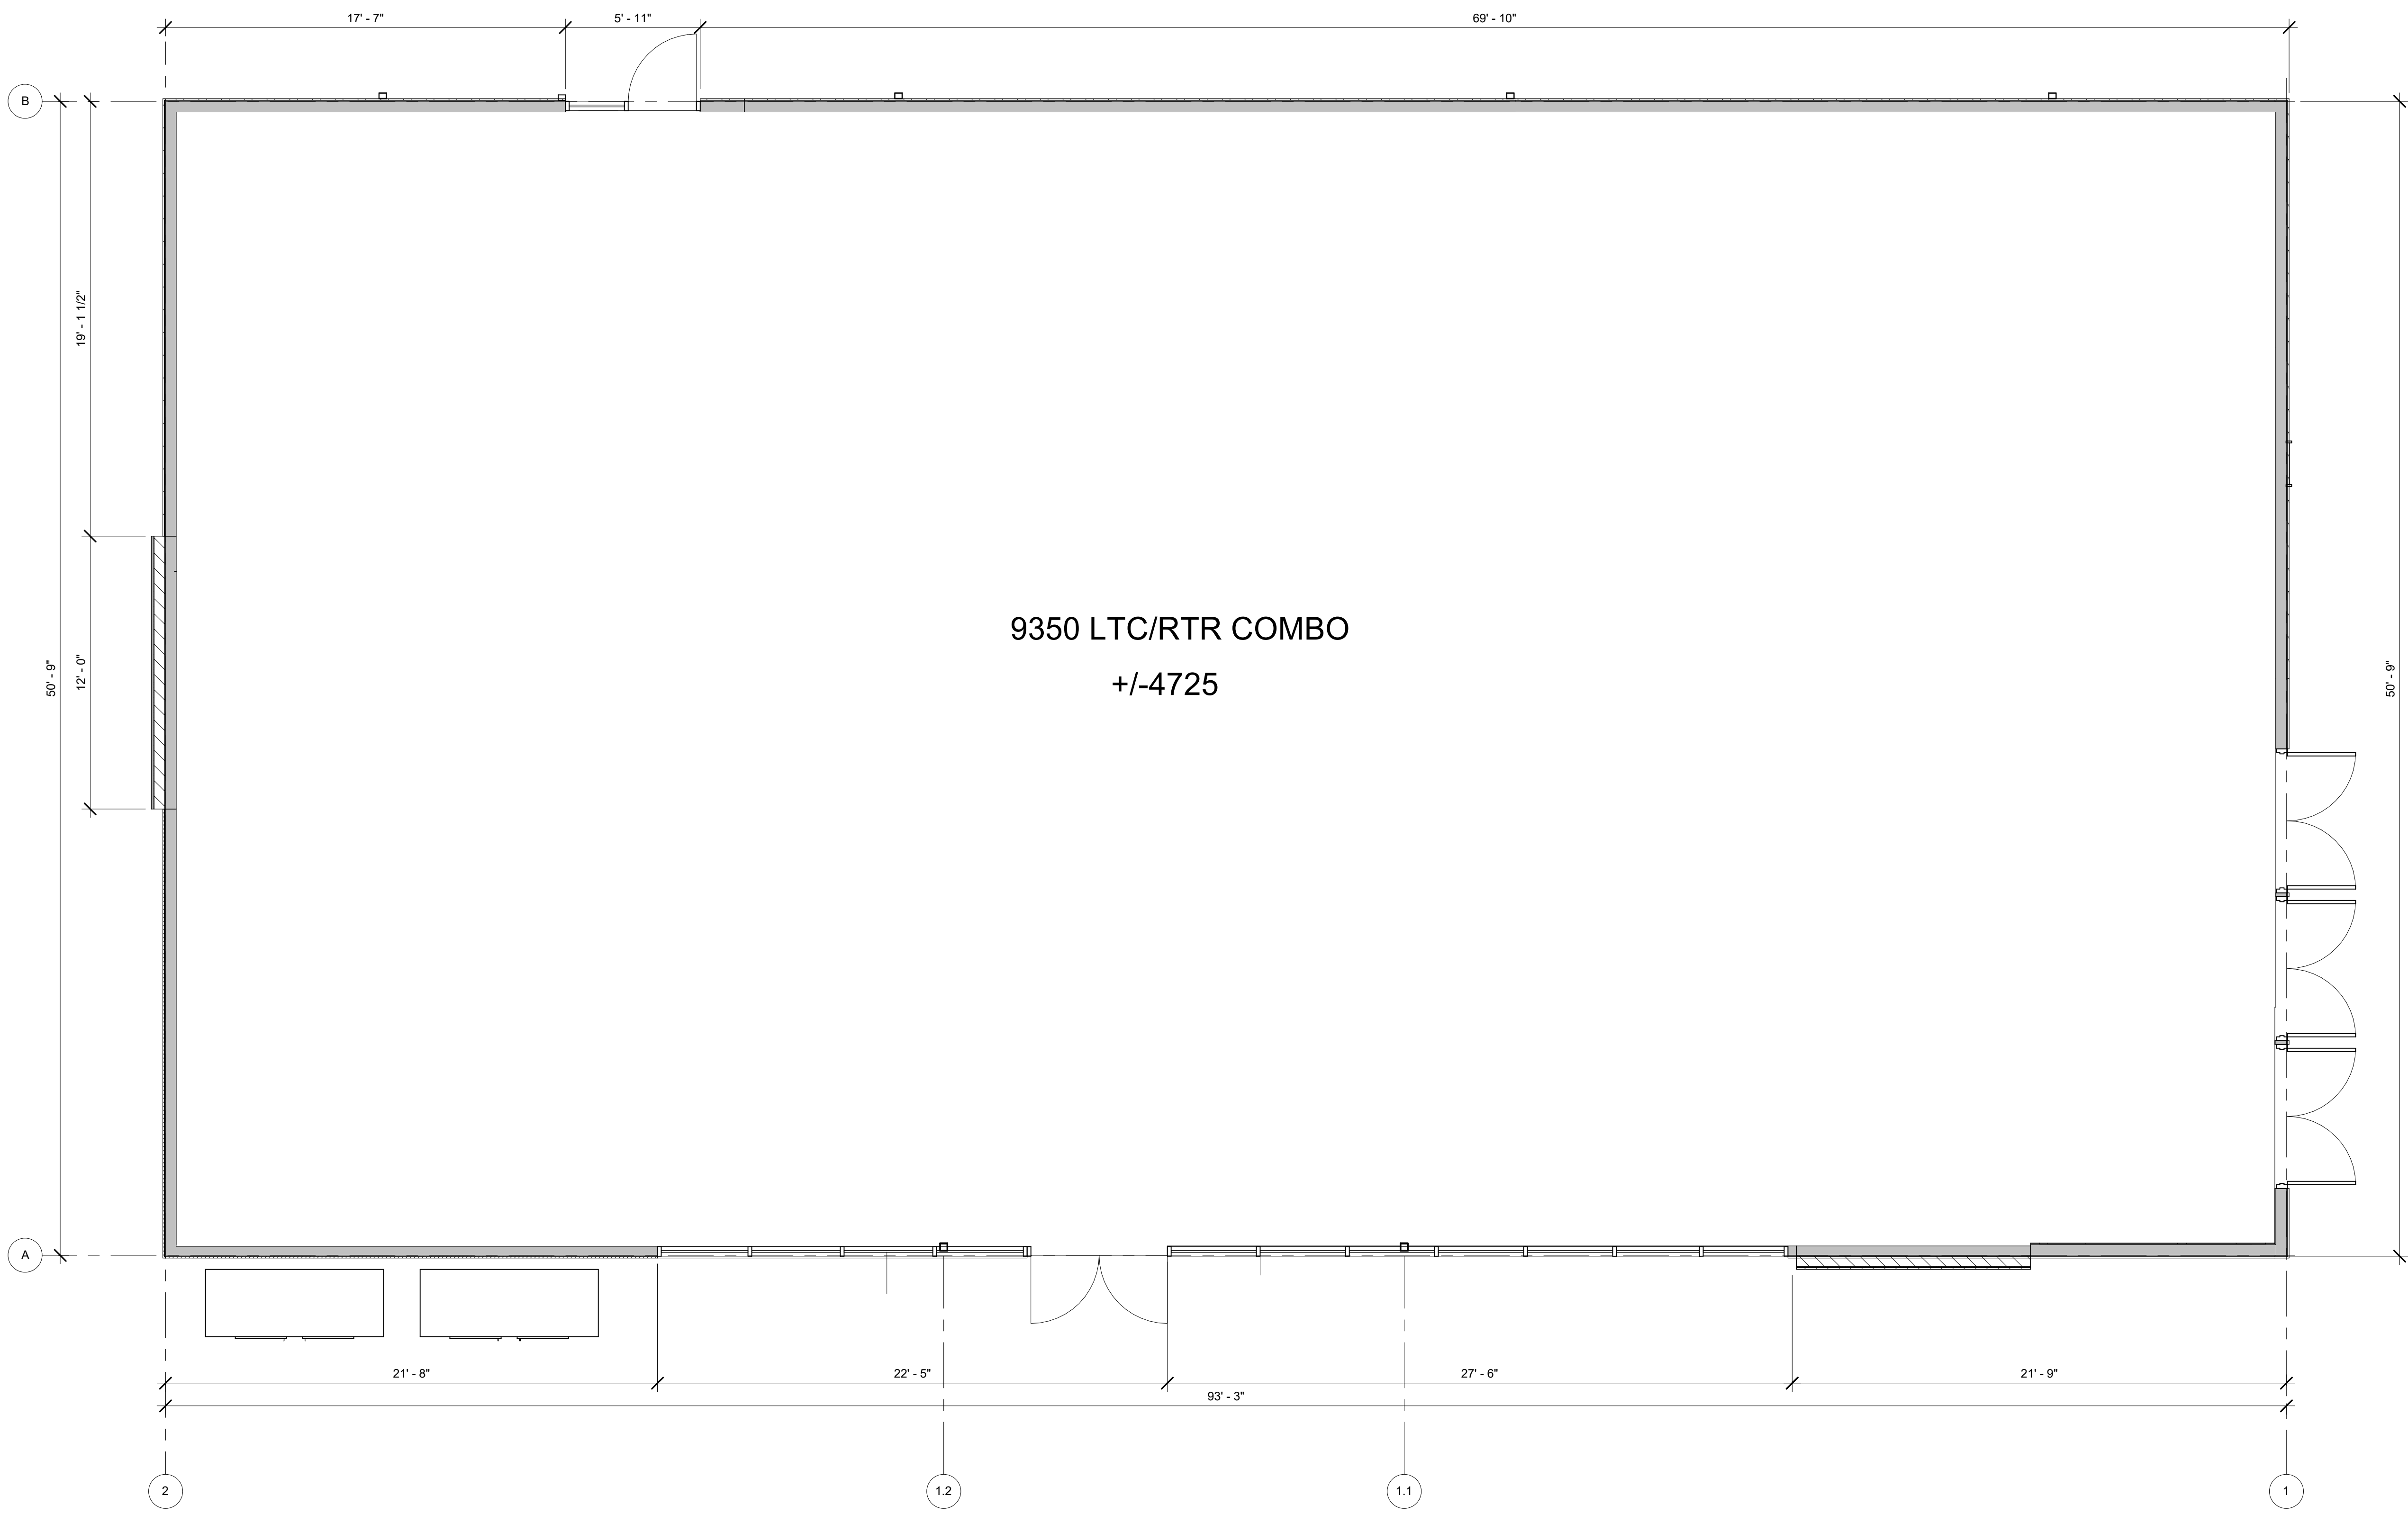 17' - 7" 5' - 11" 69' - 10"
B
19' - 1 1/2"
9350 LTC/RTR COMBO
50' - 9" 12' - 0" 50' - 9"
+/-4725
A
21' - 8" 22' - 5" 27' - 6" 21' - 9"
93' - 3"
2 1.2 1.1 1